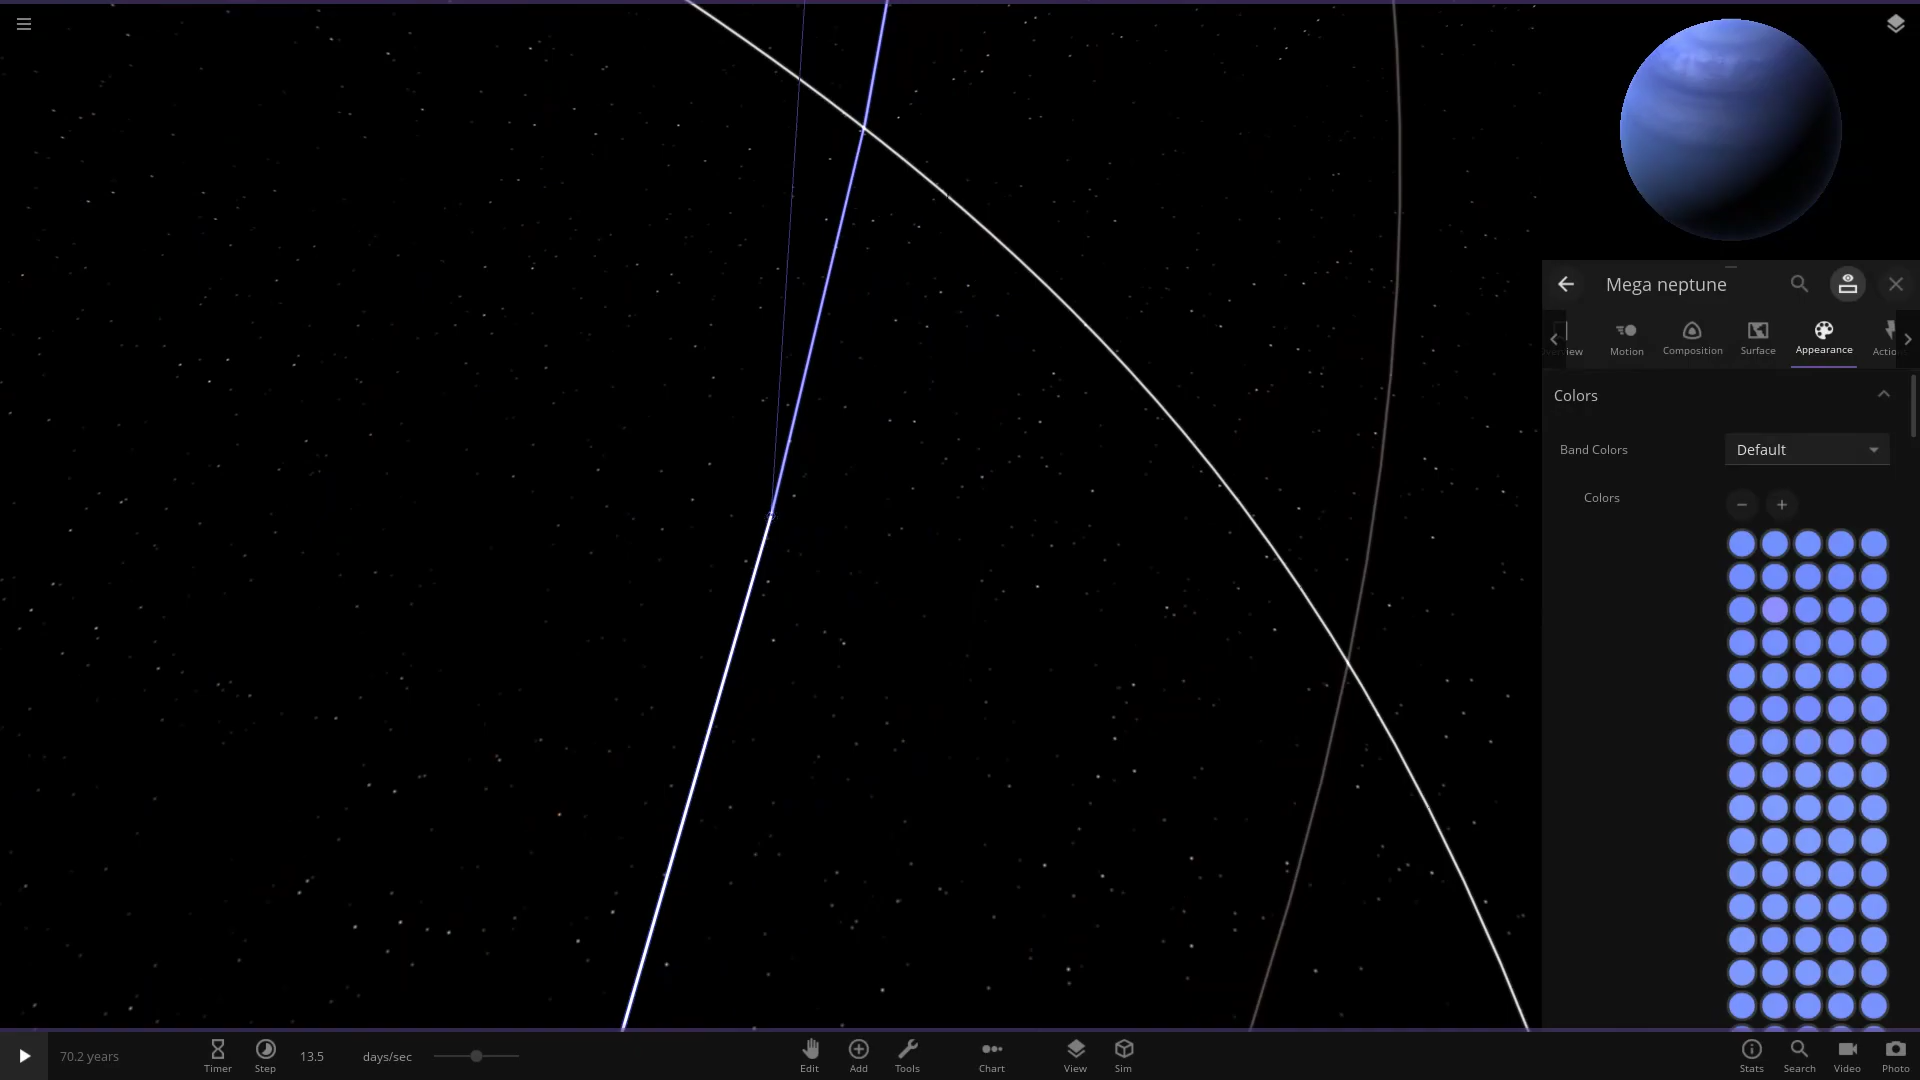 Mega neptune
Motion
Composition
Surface
Appearance
Colors
Band Colors
Default
Colors
70.2 years
Timer
Step
13.5
days/sec
Edit
Add
Tools
Chart
View
Sim
Stats
Search
Video
Photo